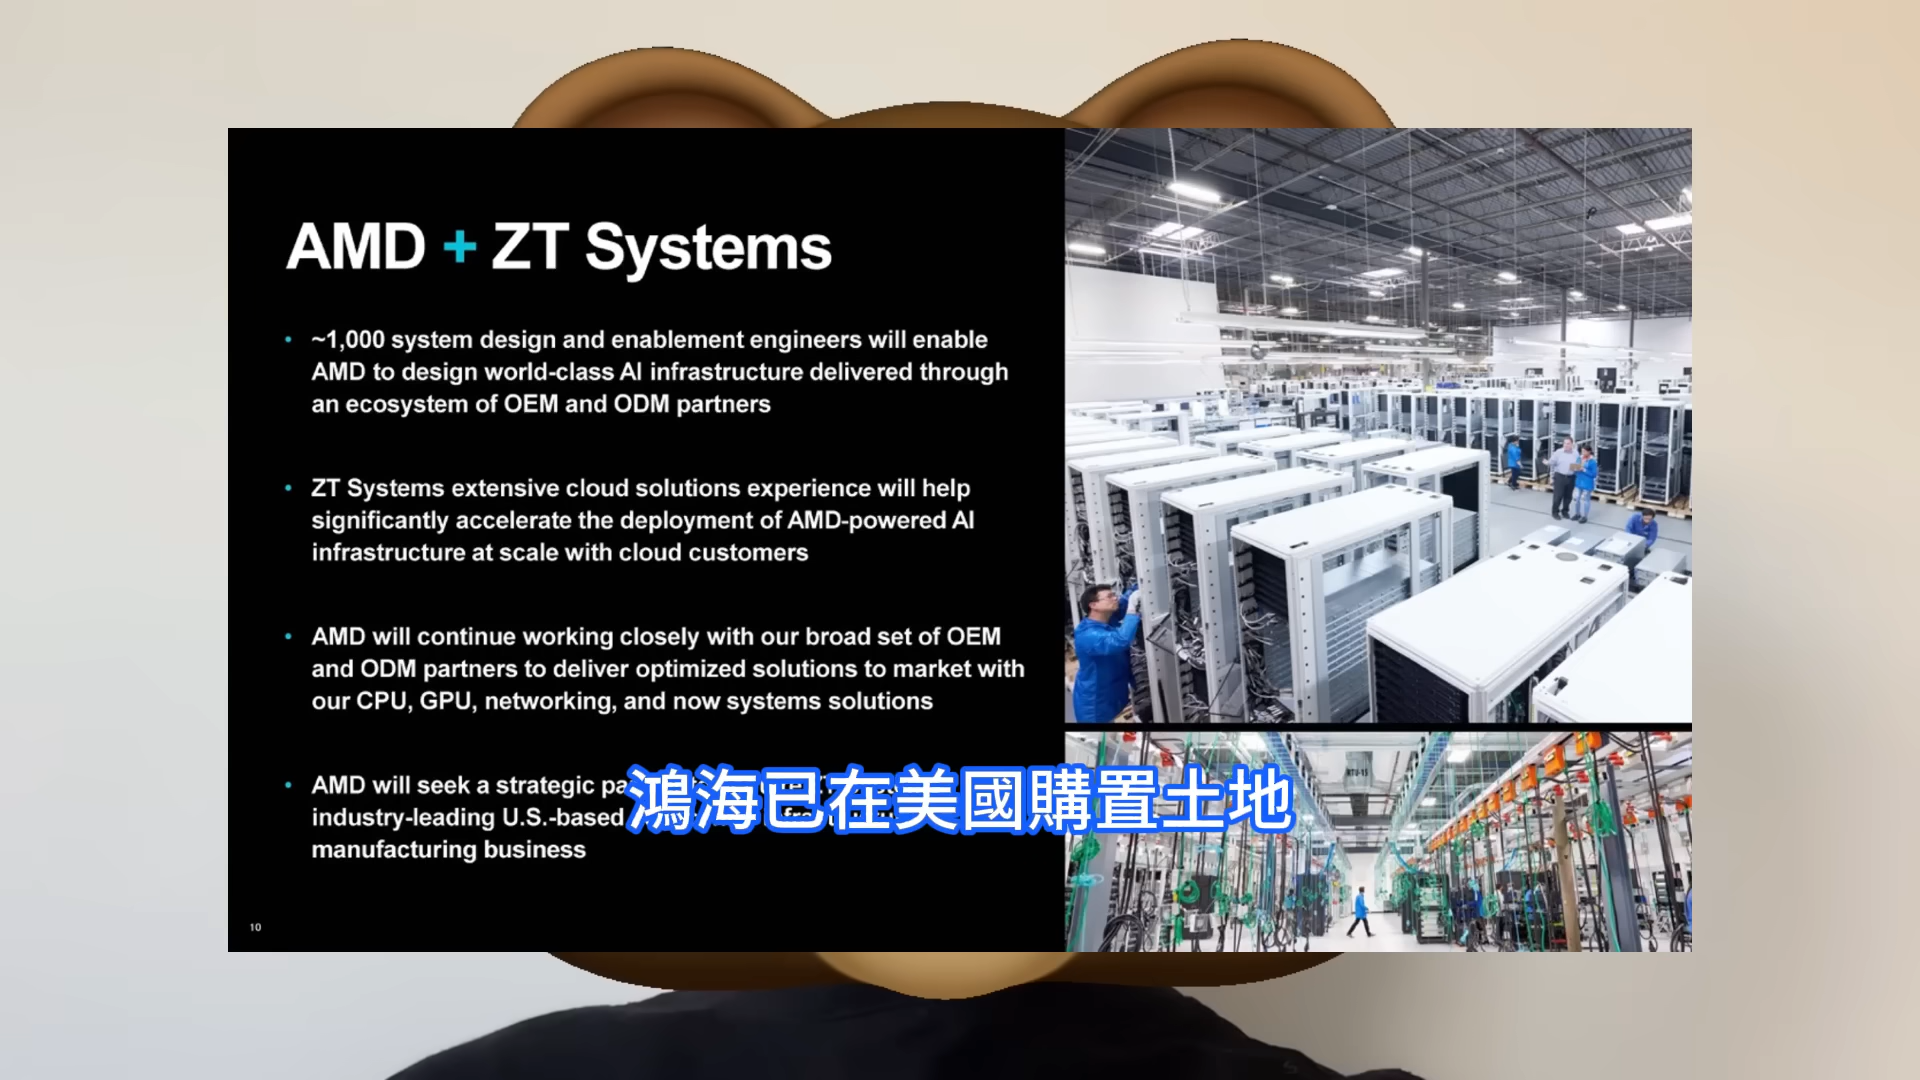 AMD + ZT Systems
• ~1,000 system design and enablement engineers will enable
AMD to design world-class AI infrastructure delivered through
an ecosystem of OEM and ODM partners
• ZT Systems extensive cloud solutions experience will help
significantly accelerate the deployment of AMD-powered AI
infrastructure at scale with cloud customers
• AMD will continue working closely with our broad set of OEM
and ODM partners to deliver optimized solutions to market with
our CPU, GPU, networking, and now systems solutions
• AMD will seek a strategic
industry-leading U.S.-based
manufacturing business
鴻海已在美國購置土地
10